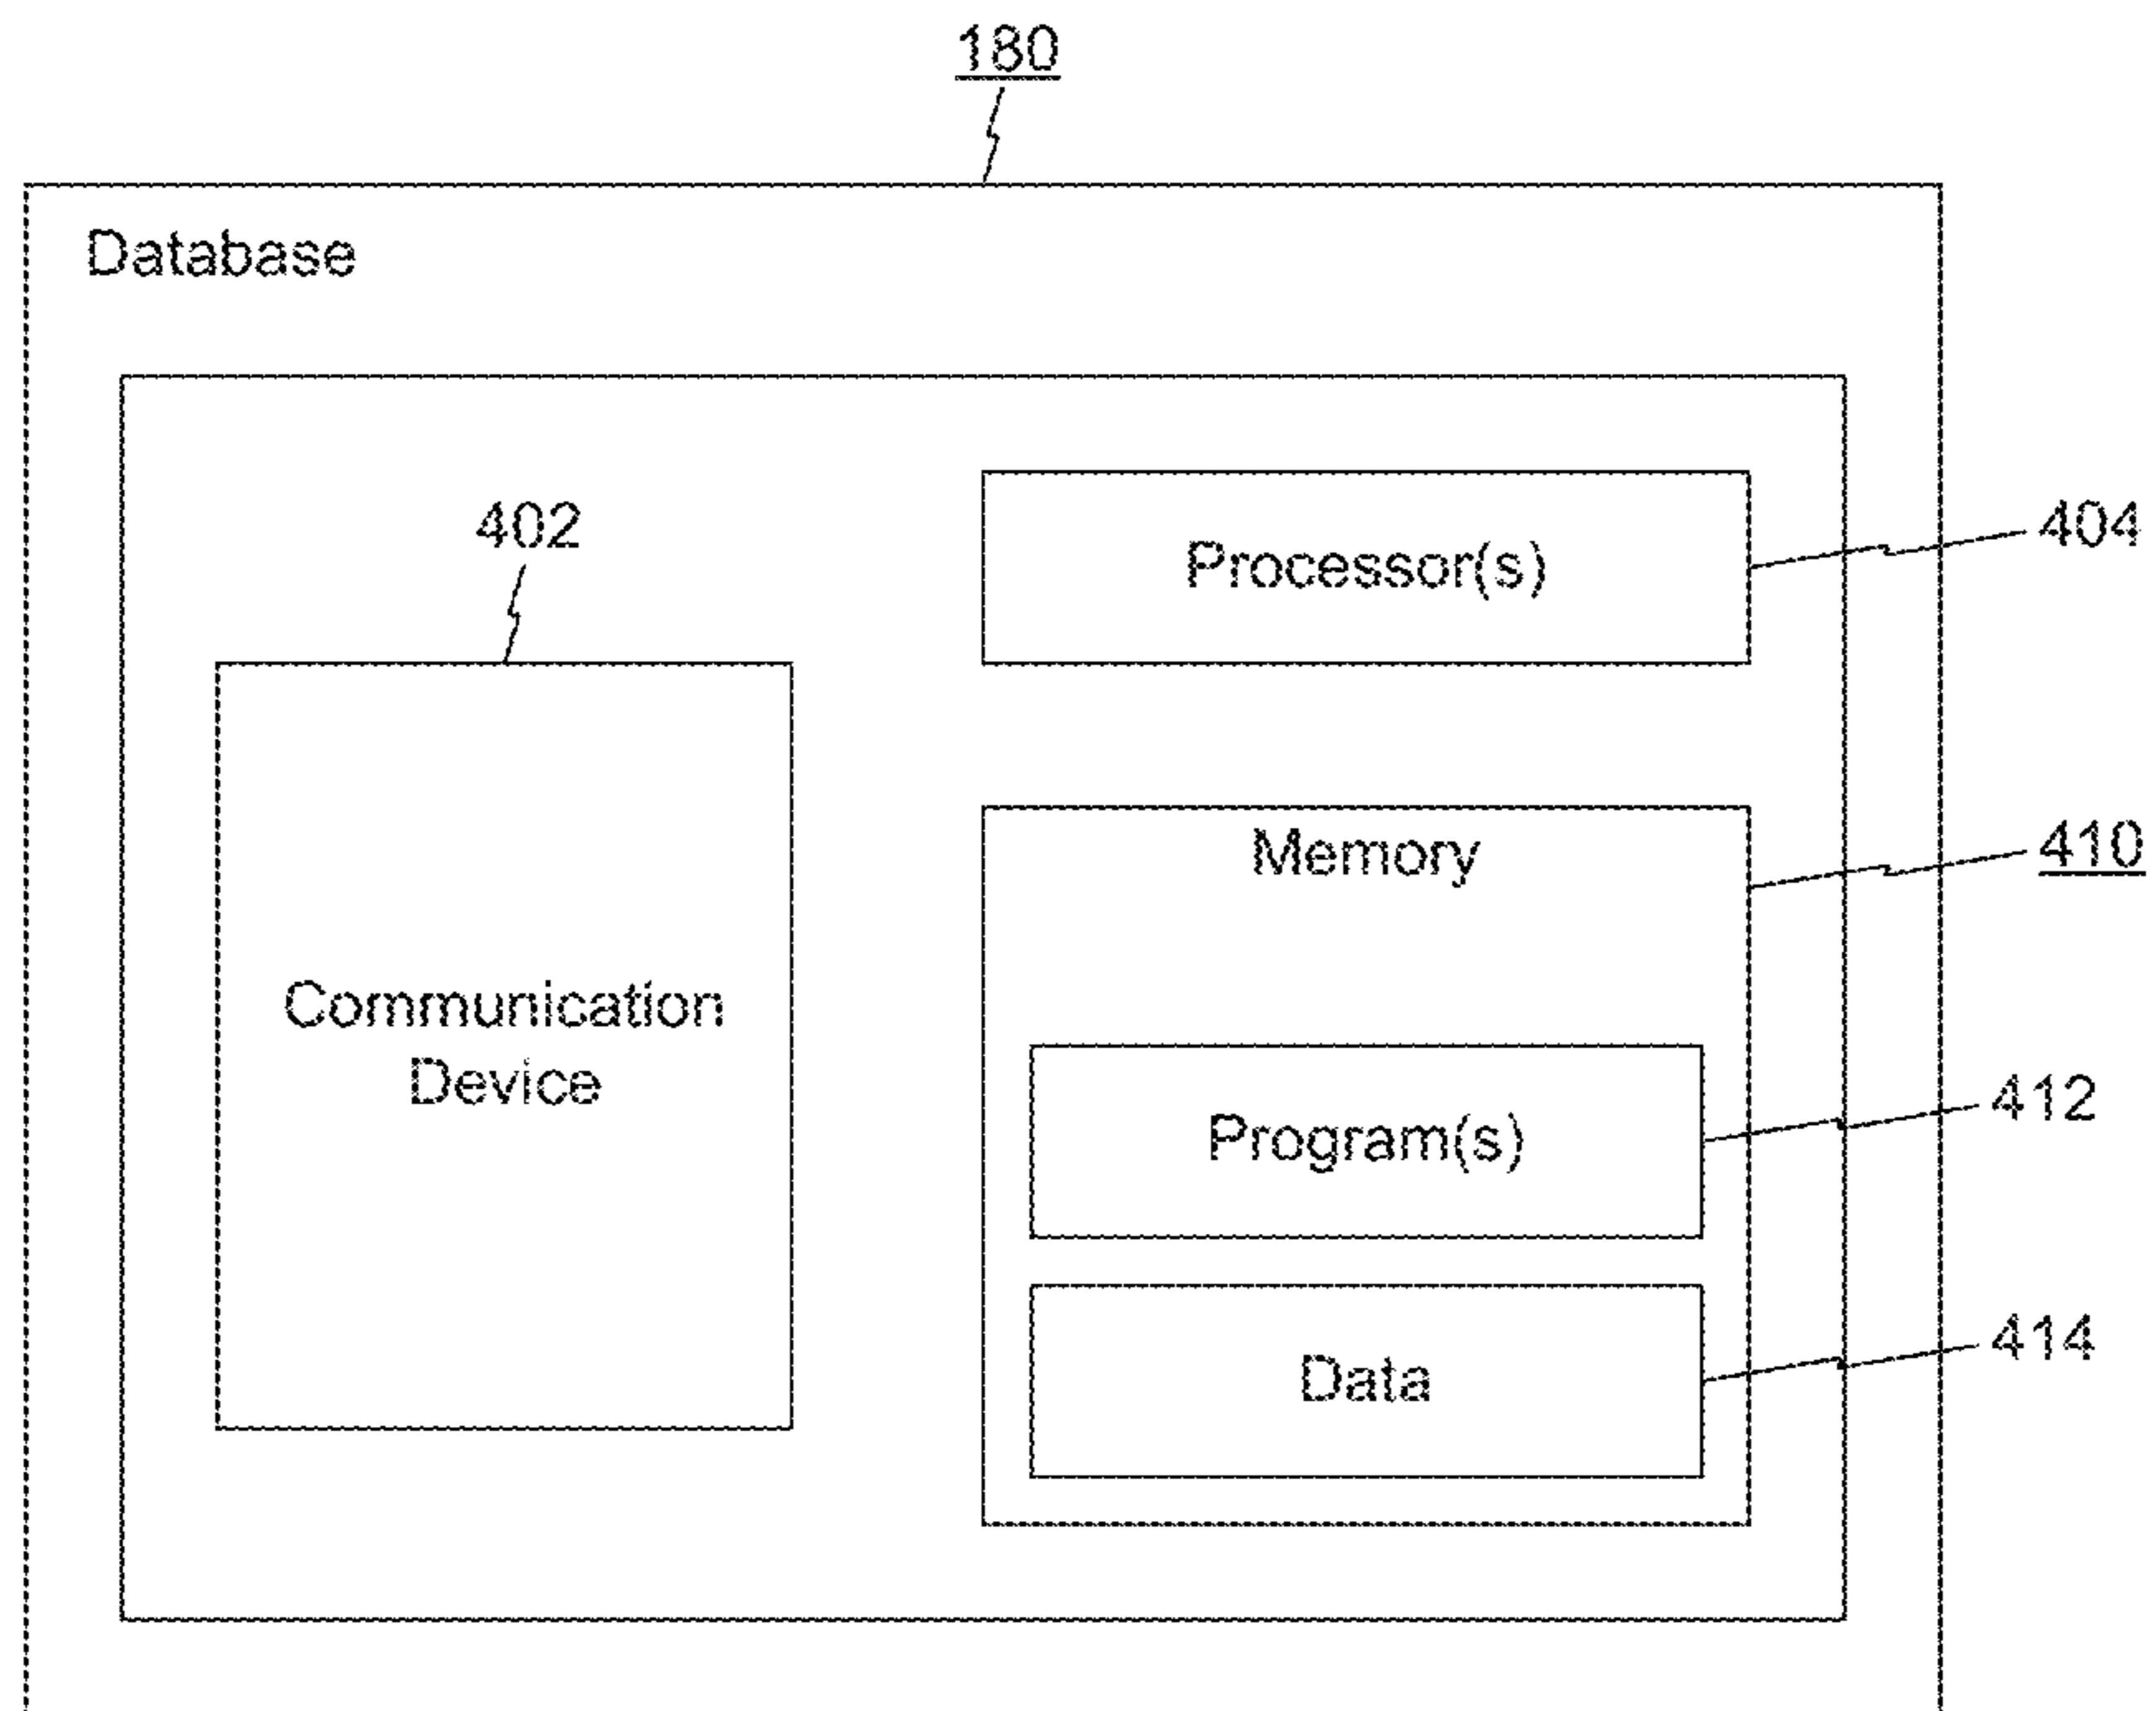 180
Database
402
Processor(s)
404
Memory
410
Communication
Device
Program(s)
412
Data
414